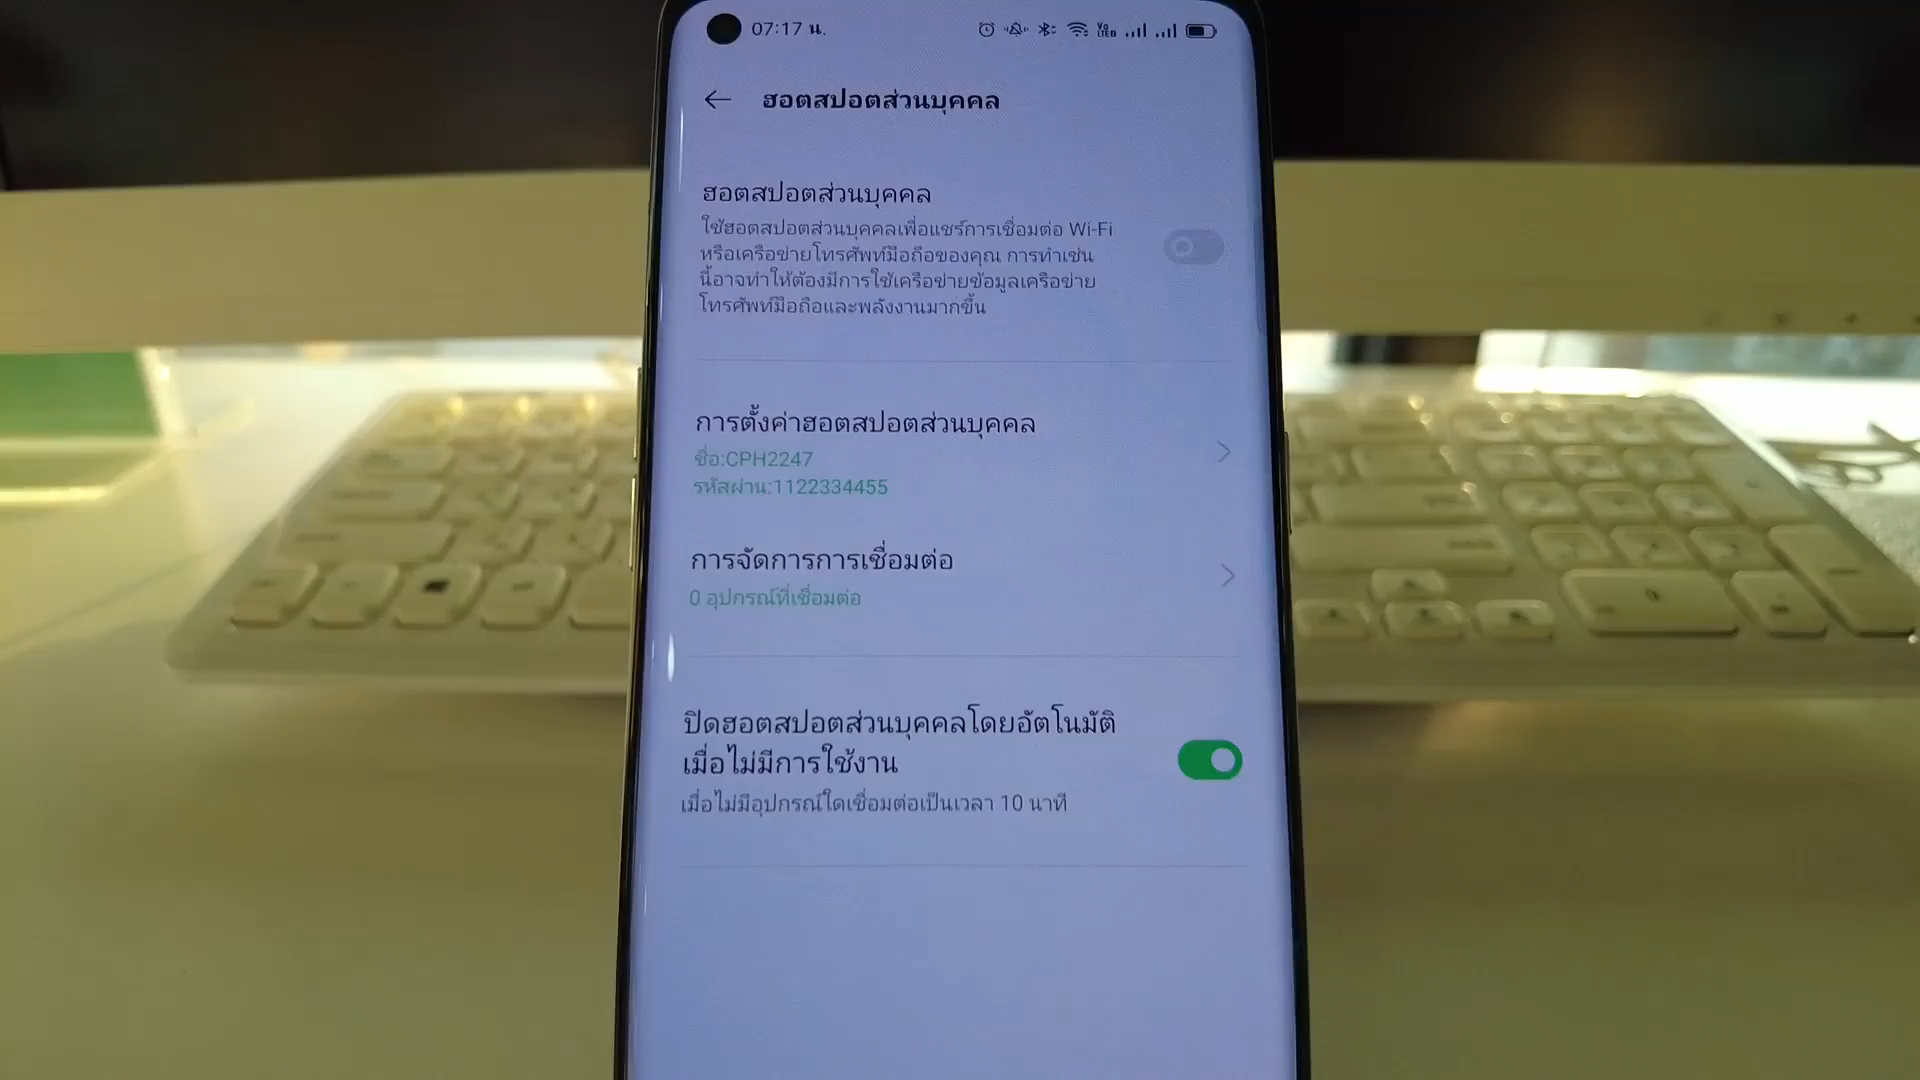 07:17 น.
ฮอตสปอตส่วนบุคคล
ฮอตสปอตส่วนบุคคล
ใช้ฮอตสปอตส่วนบุคคลเพื่อแชร์การเชื่อมต่อ Wi-Fi
หรือเครือข่ายโทรศัพท์มือถือของคุณ การทำเช่น
นี้อาจทำให้ต้องมีการใช้เครือข่ายข้อมูลเครือข่าย
โทรศัพท์มือถือและพลังงานมากขึ้น
การตั้งค่าฮอตสปอตส่วนบุคคล
ชื่อ:CPH2247
รหัสผ่าน:1122334455
การจัดการการเชื่อมต่อ
0 อุปกรณ์ที่เชื่อมต่อ
ปิดฮอตสปอตส่วนบุคคลโดยอัตโนมัติ
เมื่อไม่มีการใช้งาน
เมื่อไม่มีอุปกรณ์ใดเชื่อมต่อเป็นเวลา 10 นาที